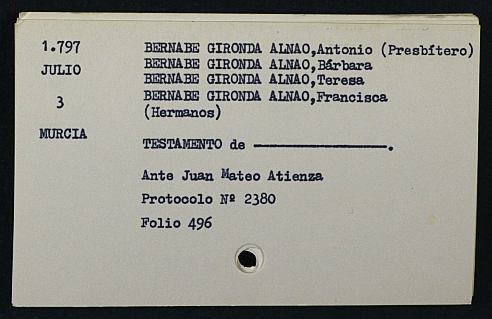 1.797
JULIO
3
MURCIA
BERNABE GIRONDA ALNAO,Antonio (Presbítero)
BERNABE GIRONDA ALNAO,Bárbara
BERNABE GIRONDA ALNAO,Teresa
BERNABE GIRONDA ALNAO,Francisca
(Hermanos)
TESTAMENTO de ——————————.
Ante Juan Mateo Atienza
Protocolo Nº 2380
Folio 496